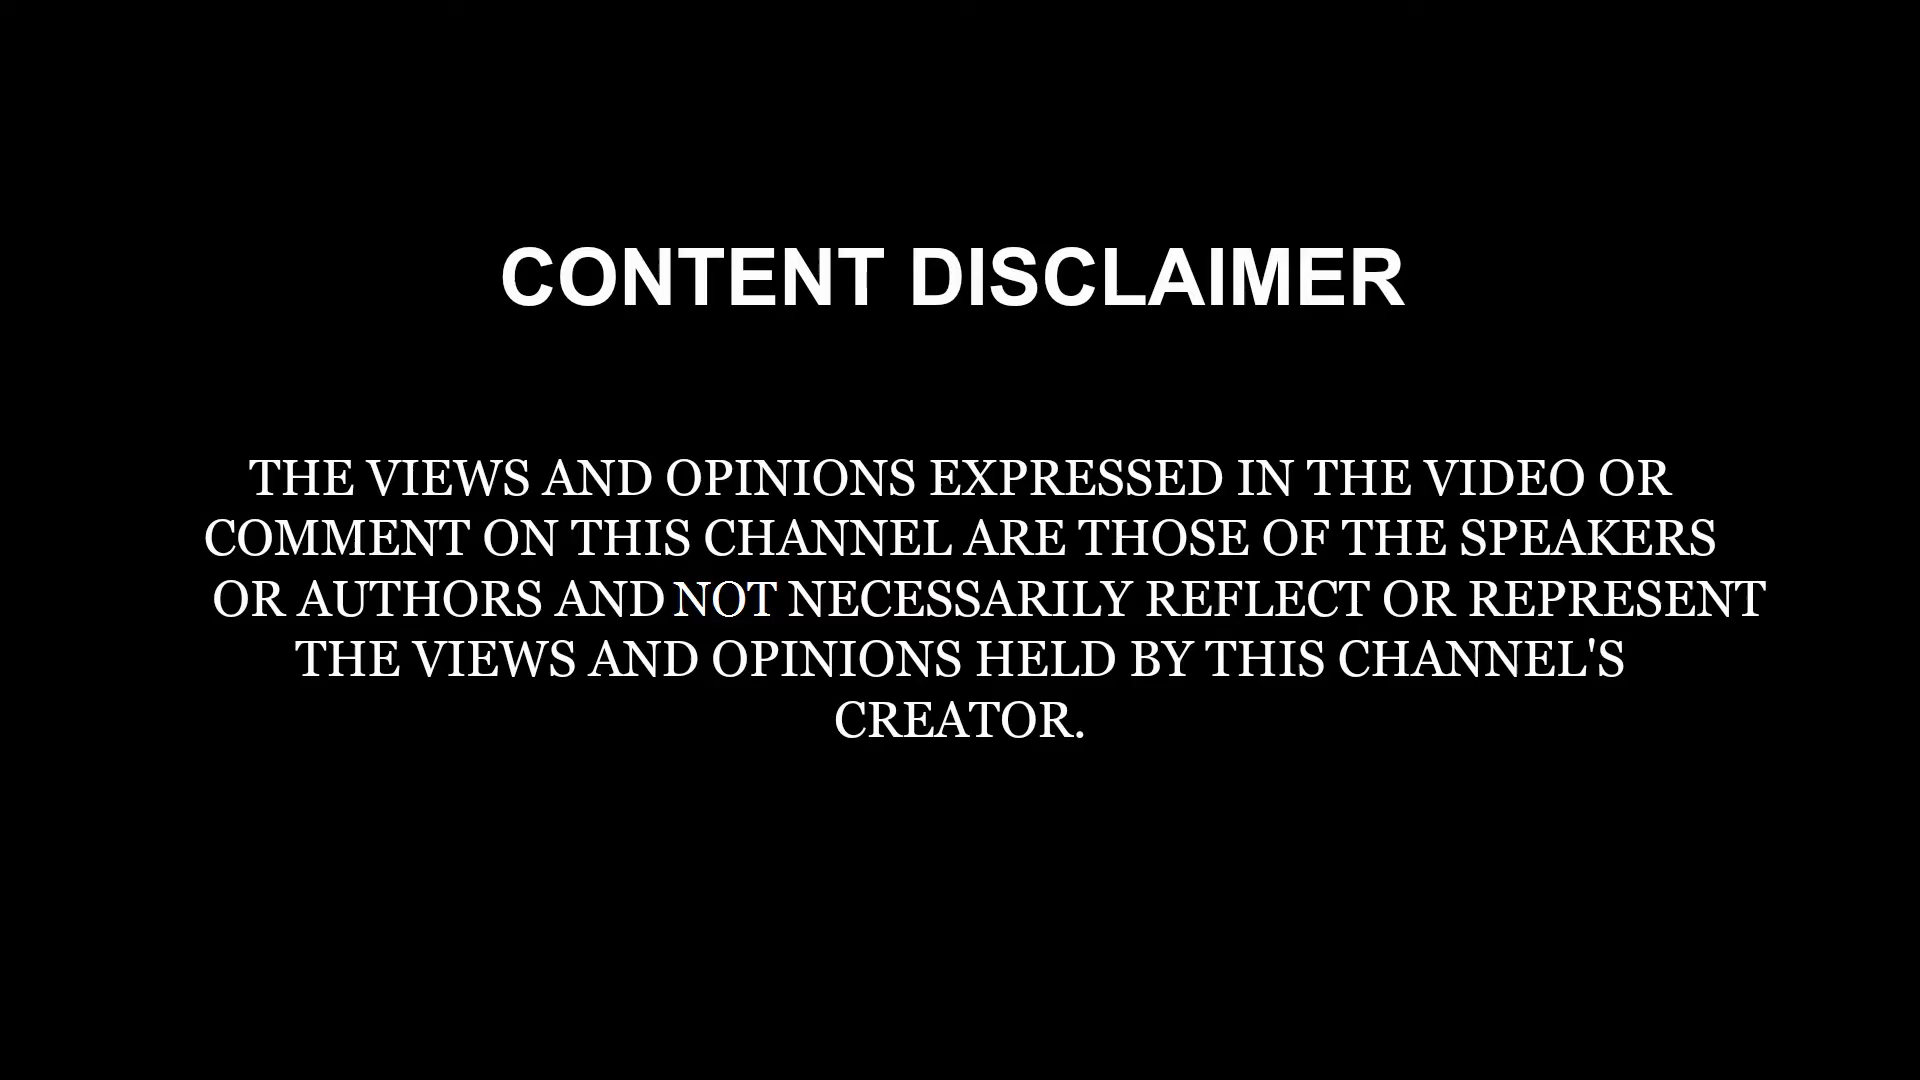 CONTENT DISCLAIMER
THE VIEWS AND OPINIONS EXPRESSED IN THE VIDEO OR
COMMENT ON THIS CHANNEL ARE THOSE OF THE SPEAKERS
OR AUTHORS AND NOT NECESSARILY REFLECT OR REPRESENT
THE VIEWS AND OPINIONS HELD BY THIS CHANNEL'S
CREATOR.